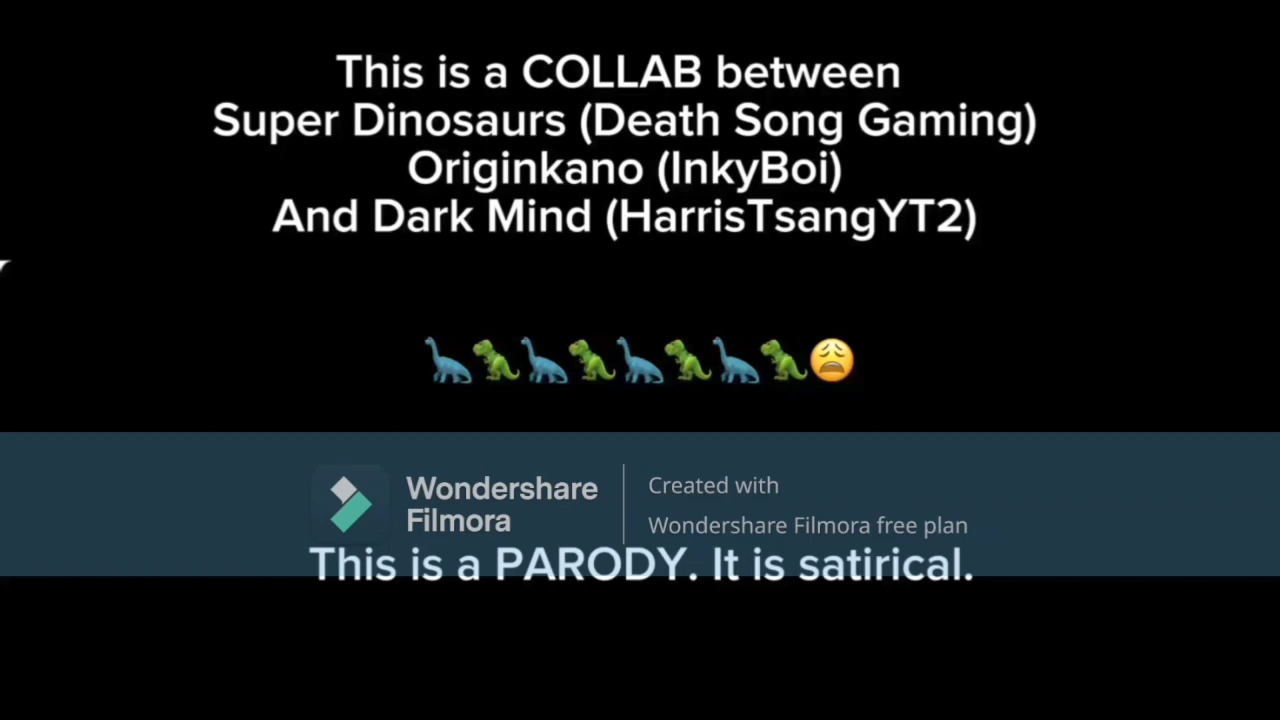 This is a COLLAB between
Super Dinosaurs (Death Song Gaming)
Originkano (InkyBoi)
And Dark Mind (HarrisTsangYT2)
🦕🦖🦕🦖🦕🦖🦕🦖😩
Wondershare
Filmora
Created with
Wondershare Filmora free plan
This is a PARODY. It is satirical.